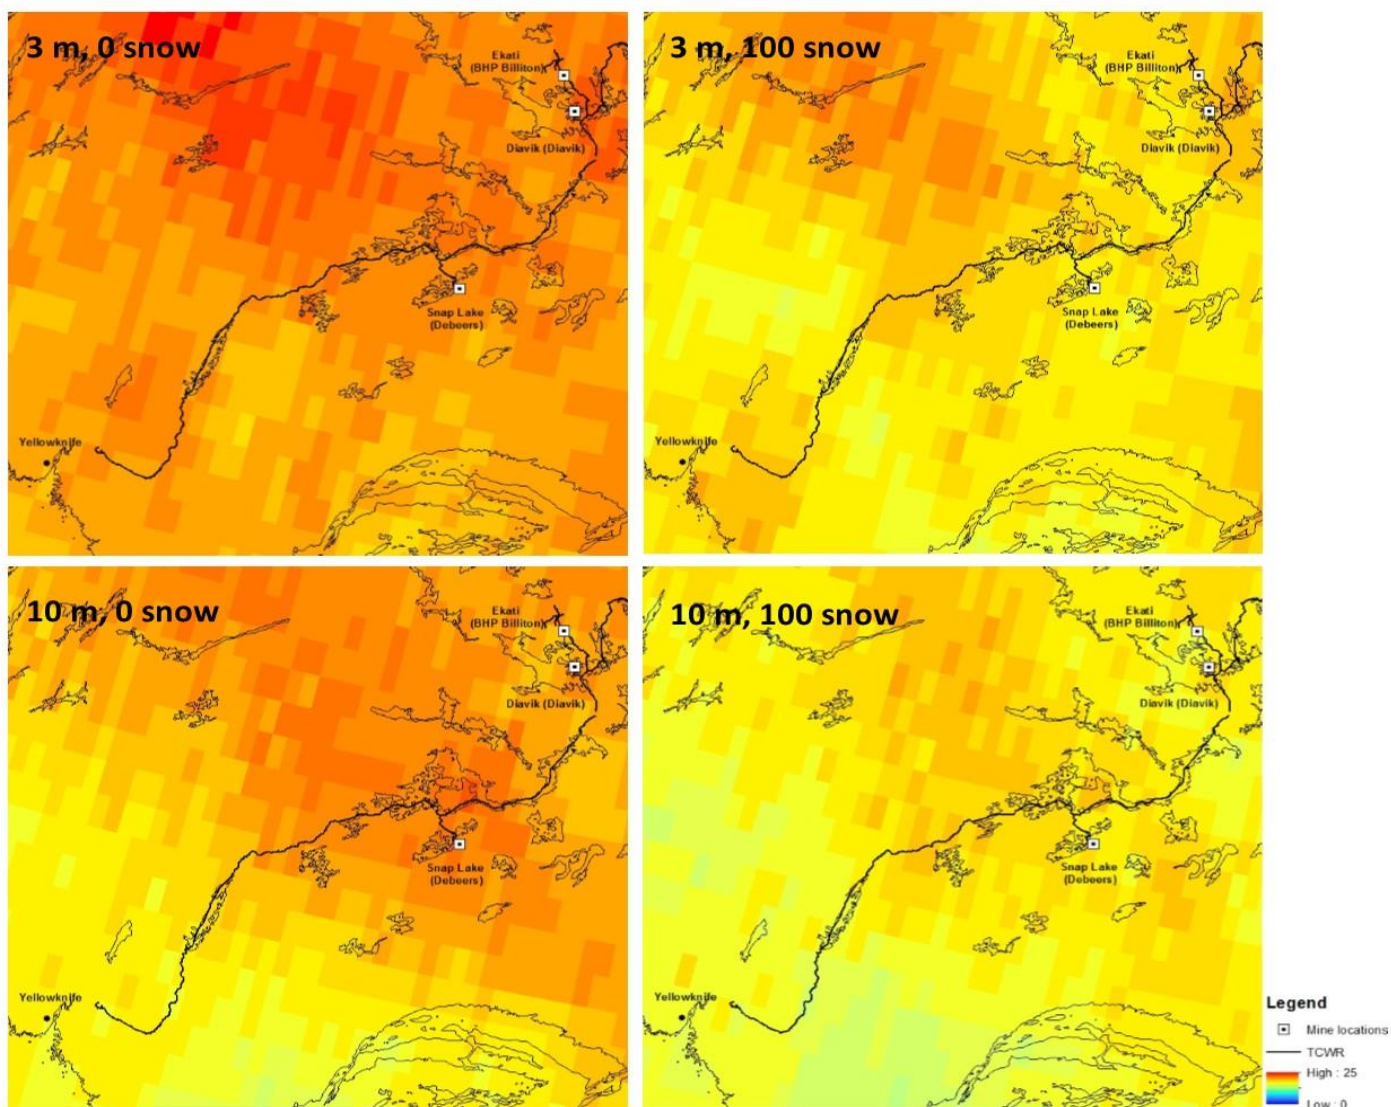 3 m, 0 snow
Ekati
(BHP Billiton)
Diavik (Diavik)
Snap Lake
(Debeers)
Yellowknife
3 m, 100 snow
Ekati
(BHP Billiton)
Diavik (Diavik)
Snap Lake
(Debeers)
Yellowknife
10 m, 0 snow
Ekati
(BHP Billiton)
Diavik (Diavik)
Snap Lake
(Debeers)
Yellowknife
10 m, 100 snow
Ekati
(BHP Billiton)
Diavik (Diavik)
Snap Lake
(Debeers)
Yellowknife
Legend
Mine locations
TCWR
High : 25
Low : 0